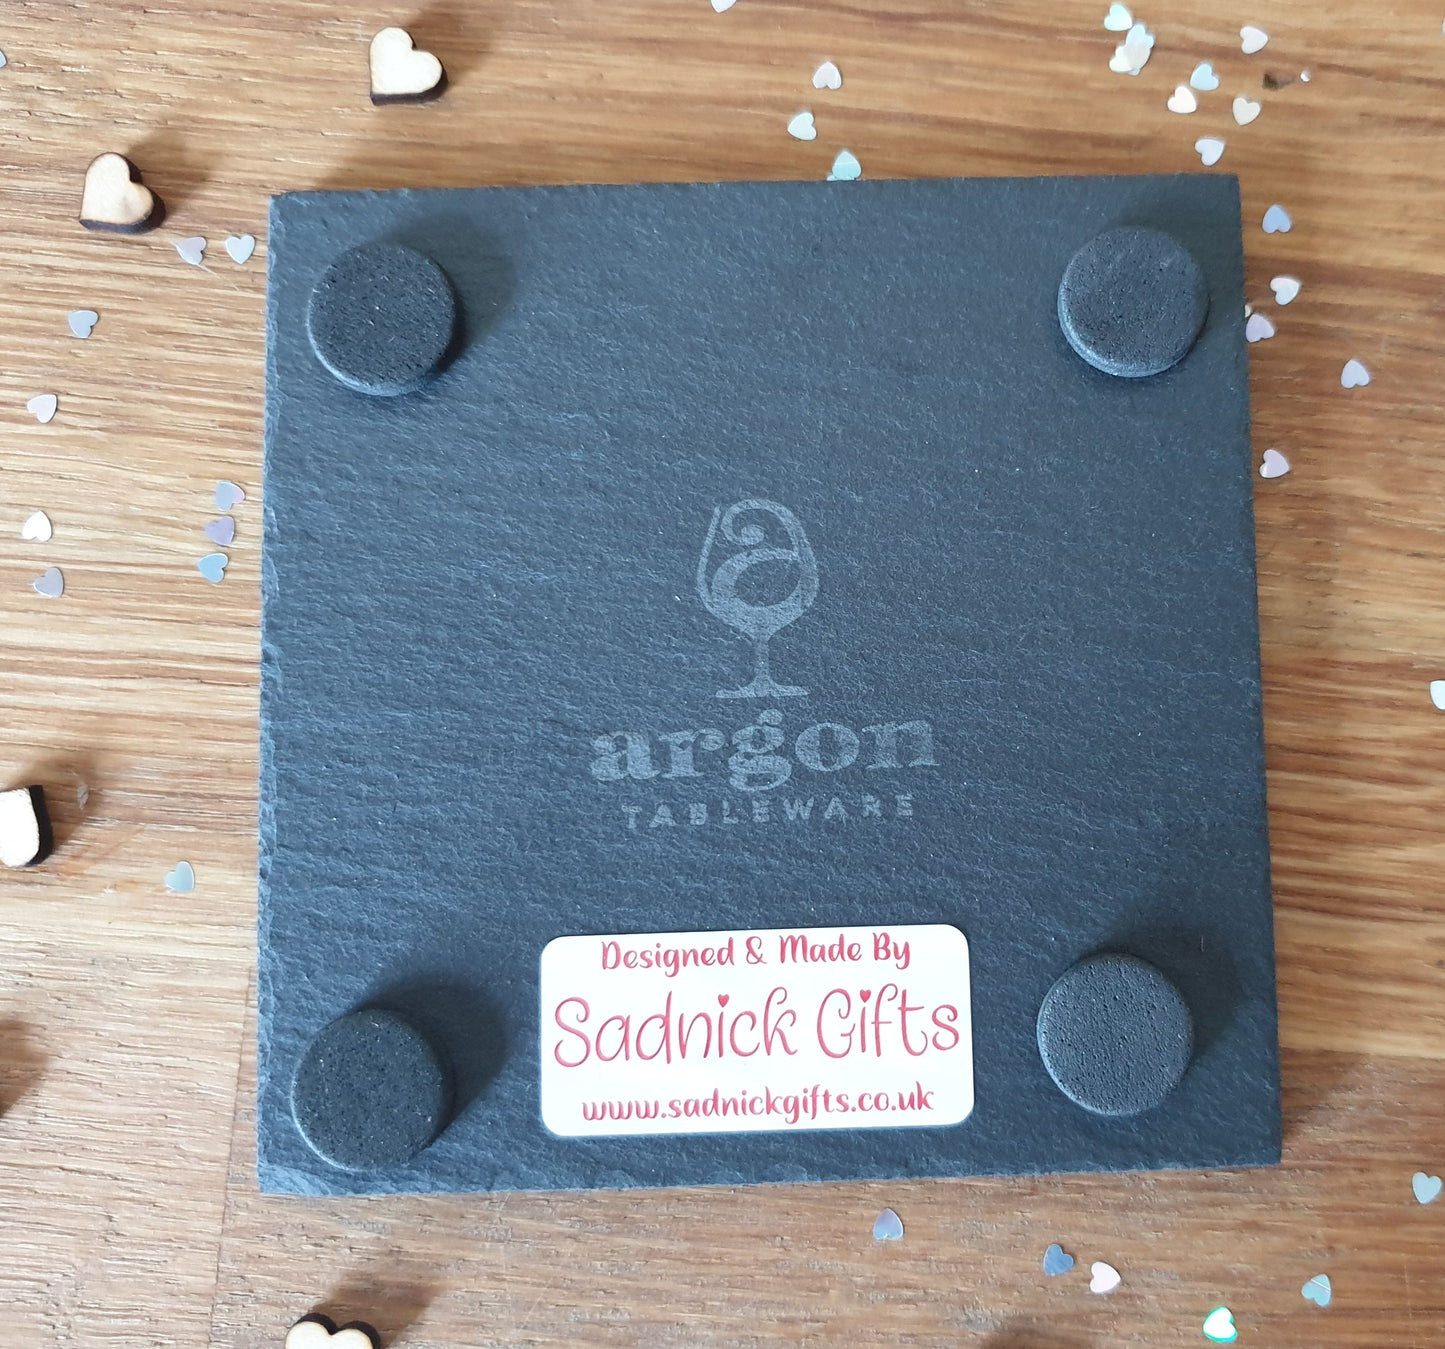 a
argon
TABLEWARE
Designed & Made By
Sadnick Gifts
www.sadnickgifts.co.uk